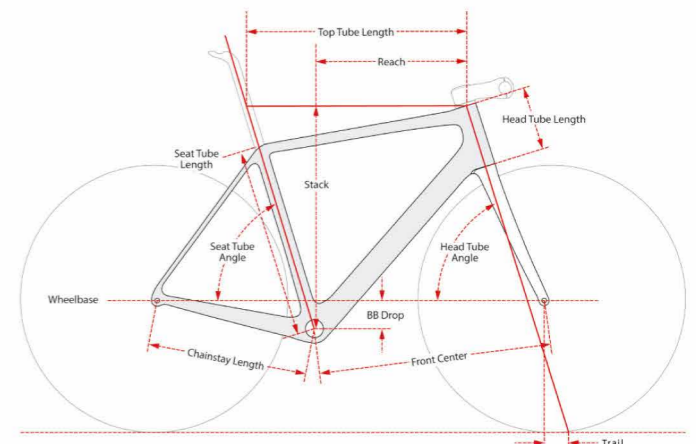 Top Tube Length
Reach
Head Tube Length
Seat Tube
Length
Stack
Seat Tube
Angle
Head Tube
Angle
Wheelbase
BB Drop
Chainstay Length
Front Center
Trail